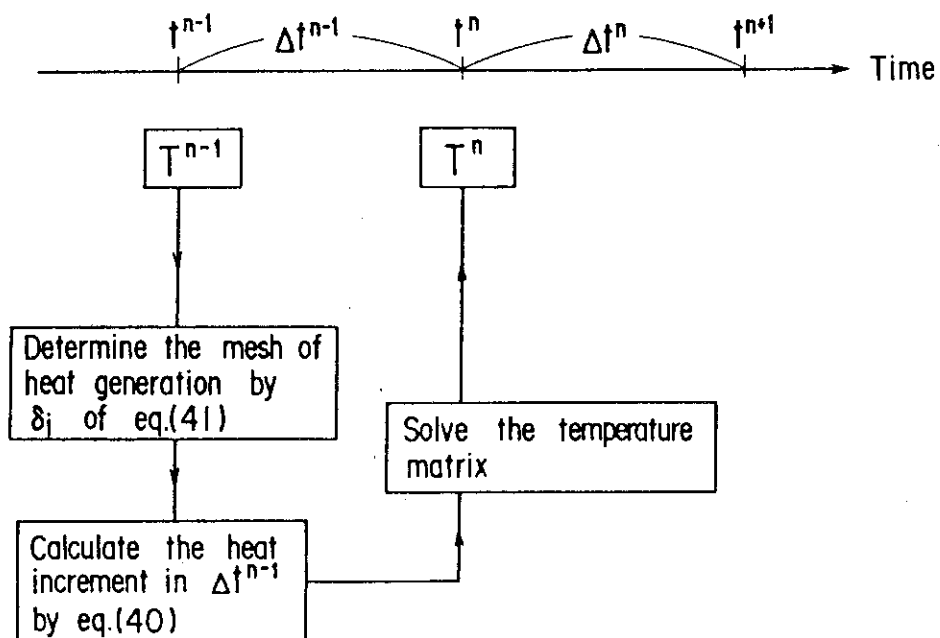 t^{n-1} Δt^{n-1} t^n Δt^n t^{n+1}
Time
T^{n-1} T^n
Determine the mesh of
heat generation by
δ_j of eq.(41)
Solve the temperature
matrix
Calculate the heat
increment in Δt^{n-1}
by eq.(40)